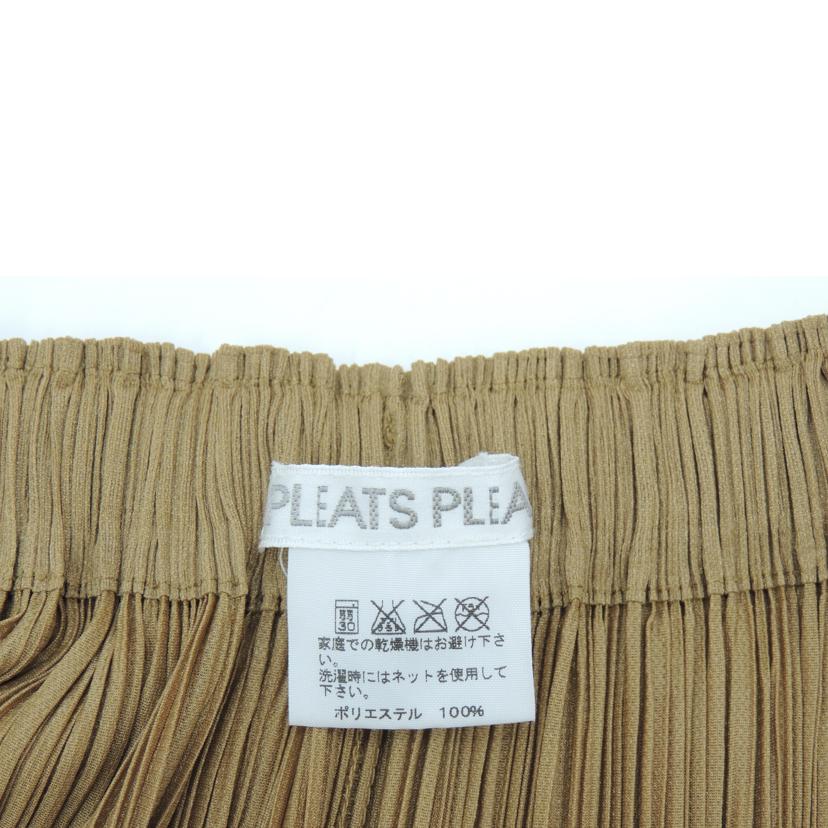 PLEATS PLEA
弱
30
家庭での乾燥機はお避け下さ
い。
洗濯時にはネットを使用して
下さい。
ポリエステル 100%